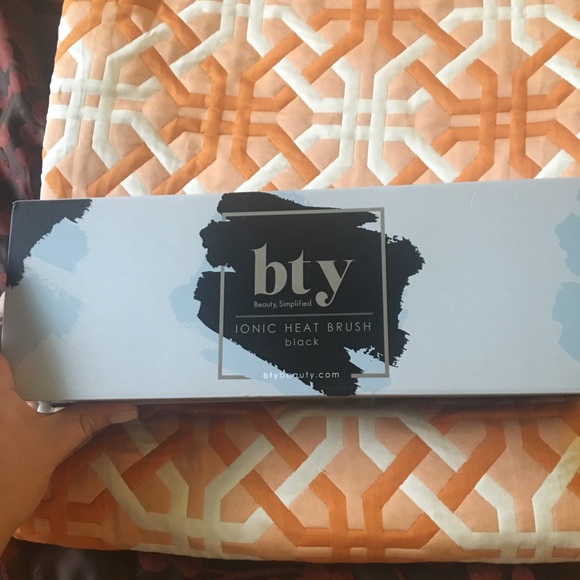 bty
Beauty, Simplified
IONIC HEAT BRUSH
black
btybeauty.com